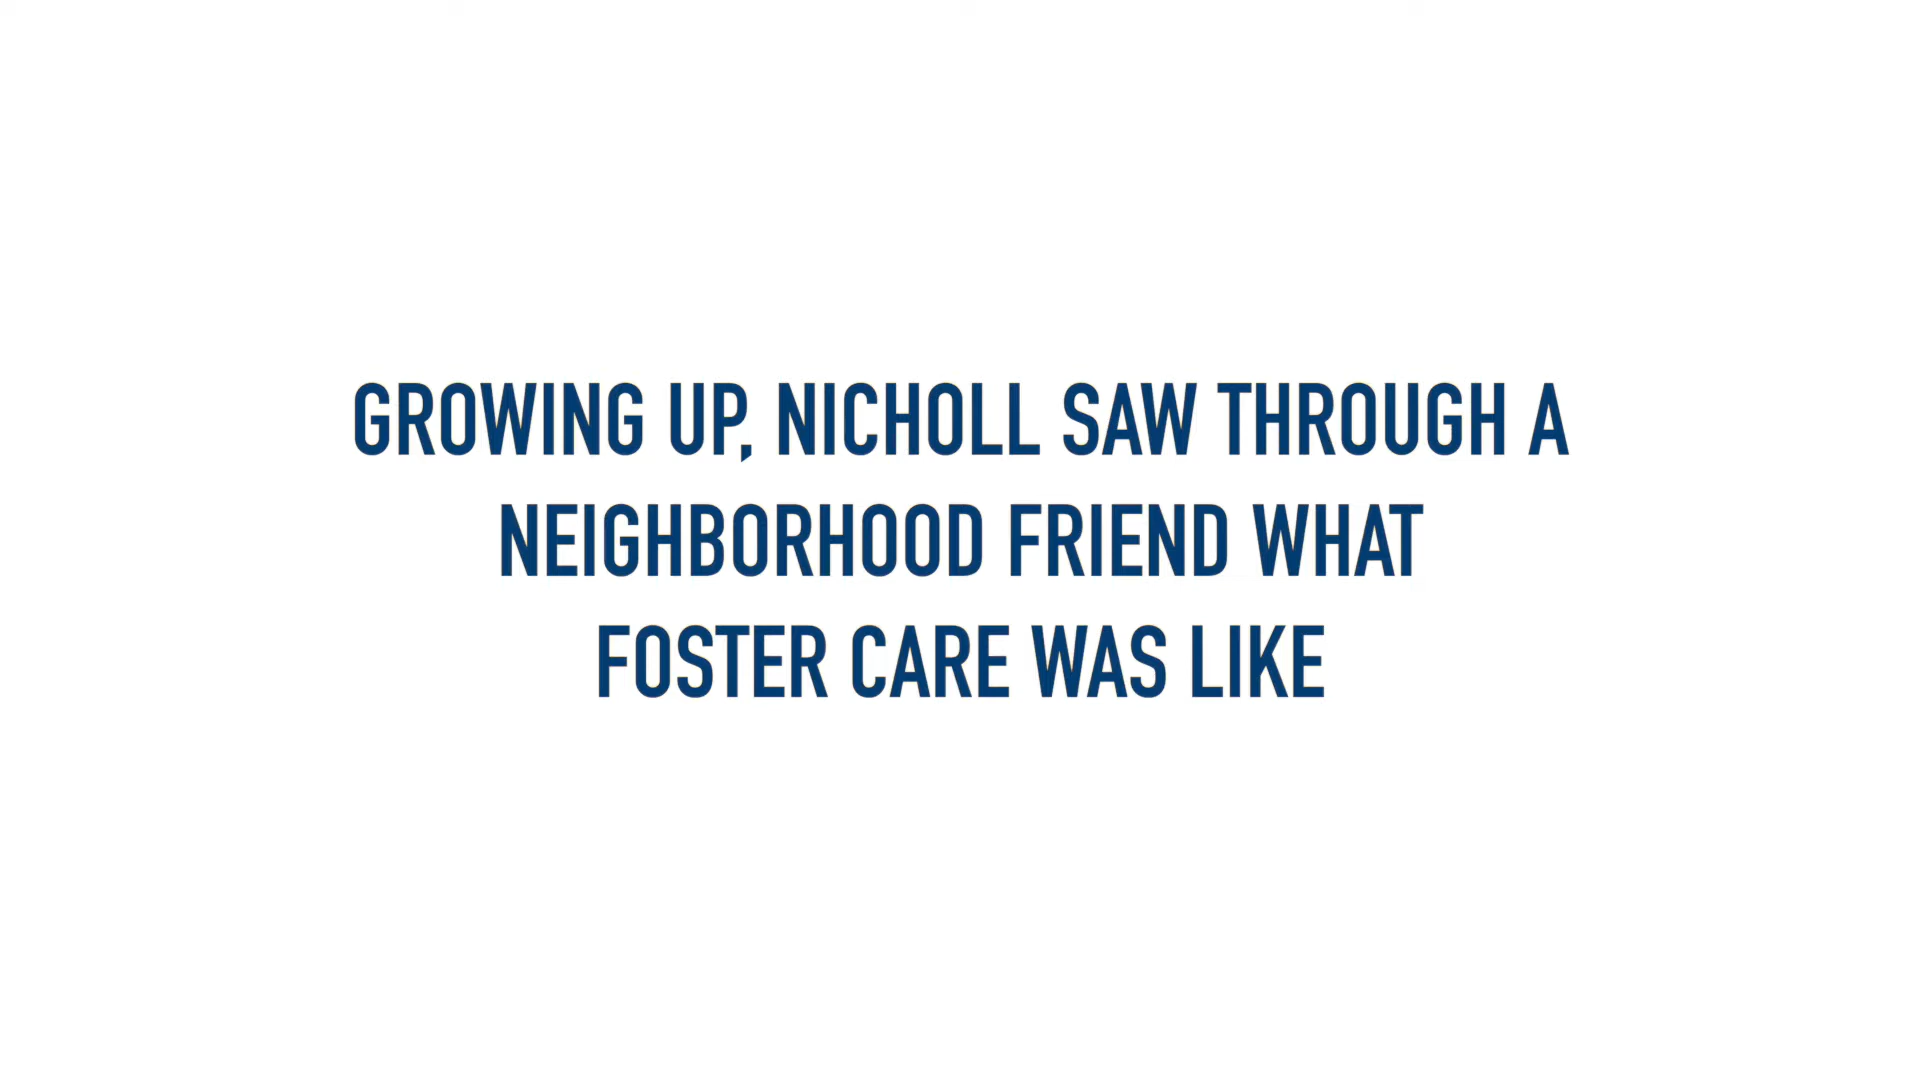 GROWING UP, NICHOLL SAW THROUGH A
NEIGHBORHOOD FRIEND WHAT
FOSTER CARE WAS LIKE